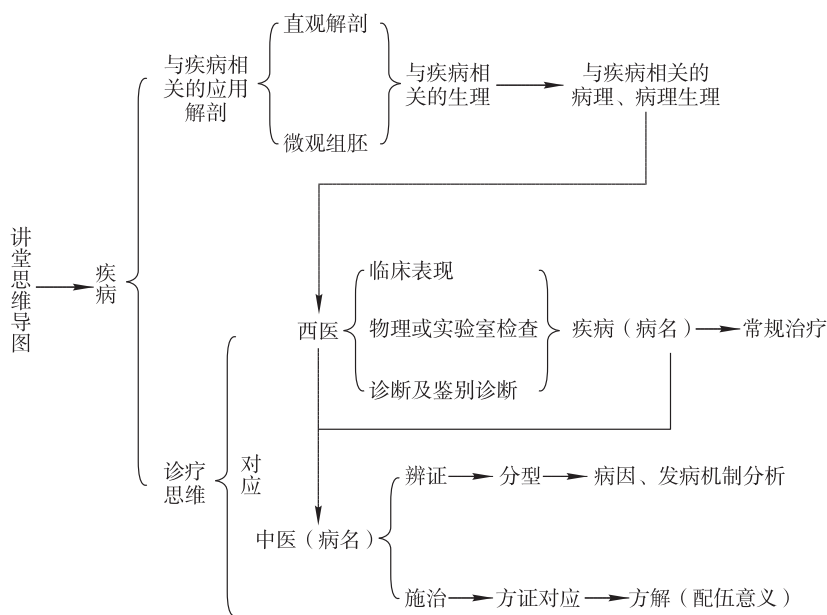 讲堂思维导图
疾病
与疾病相
关的应用
解剖
直观解剖
微观组胚
与疾病相
关的生理
与疾病相关的
病理、病理生理
诊疗
思维
对应
西医
临床表现
物理或实验室检查
诊断及鉴别诊断
疾病（病名）
常规治疗
中医（病名）
辨证
分型
病因、发病机制分析
施治
方证对应
方解（配伍意义）